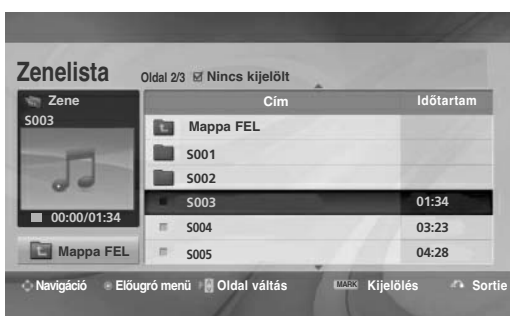 Zenelista Oldal 2/3 Nincs kijelölt
Zene
S003
00:00/01:34
Mappa FEL
Cím Időtartam
Mappa FEL
S001
S002
S003 01:34
S004 03:23
S005 04:28
Navigáció Előugró menü Oldal váltás MARK Kijelölés Sortie